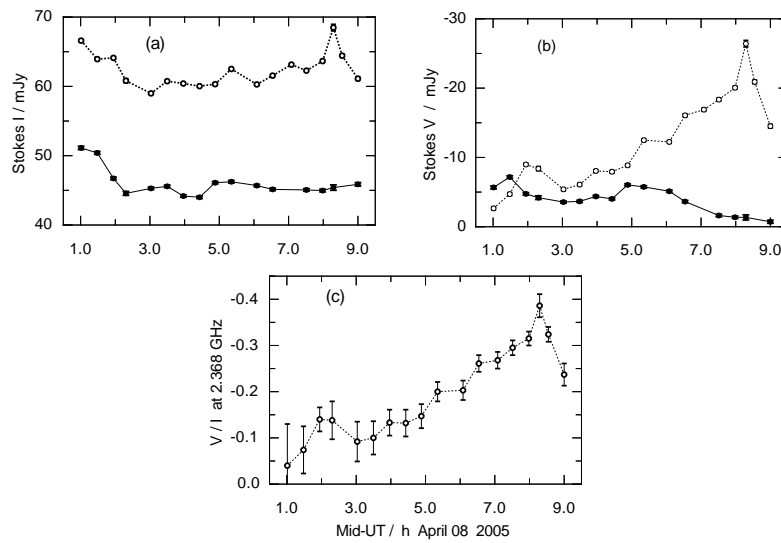 70
60
50
40
Stokes I / mJy
(a)
1.0 3.0 5.0 7.0 9.0
-30
-20
-10
0
Stokes V / mJy
(b)
1.0 3.0 5.0 7.0 9.0
-0.4
-0.3
-0.2
-0.1
0.0
V / I at 2.368 GHz
(c)
1.0 3.0 5.0 7.0 9.0
Mid-UT / h April 08 2005